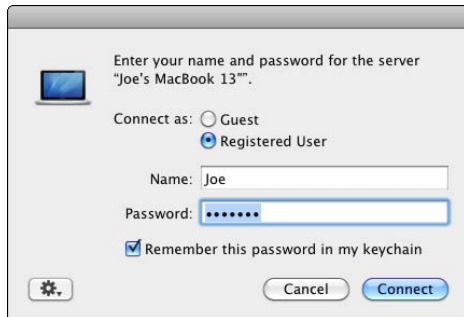 Enter your name and password for the server
“Joe's MacBook 13"”.
Connect as: Guest
Registered User
Name: Joe
Password: •••••••
Remember this password in my keychain
Cancel Connect